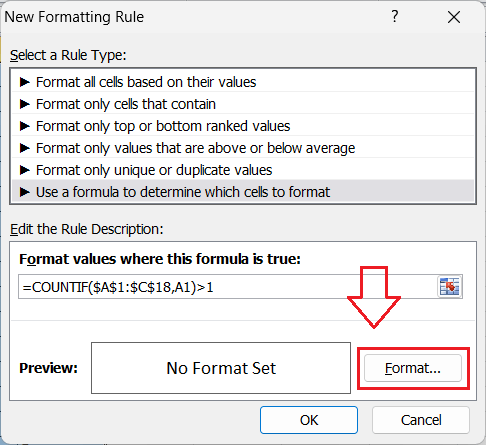 New Formatting Rule
Select a Rule Type:
► Format all cells based on their values
► Format only cells that contain
► Format only top or bottom ranked values
► Format only values that are above or below average
► Format only unique or duplicate values
► Use a formula to determine which cells to format
Edit the Rule Description:
Format values where this formula is true:
=COUNTIF($A$1:$C$18,A1)>1
Preview: No Format Set Format...
OK Cancel